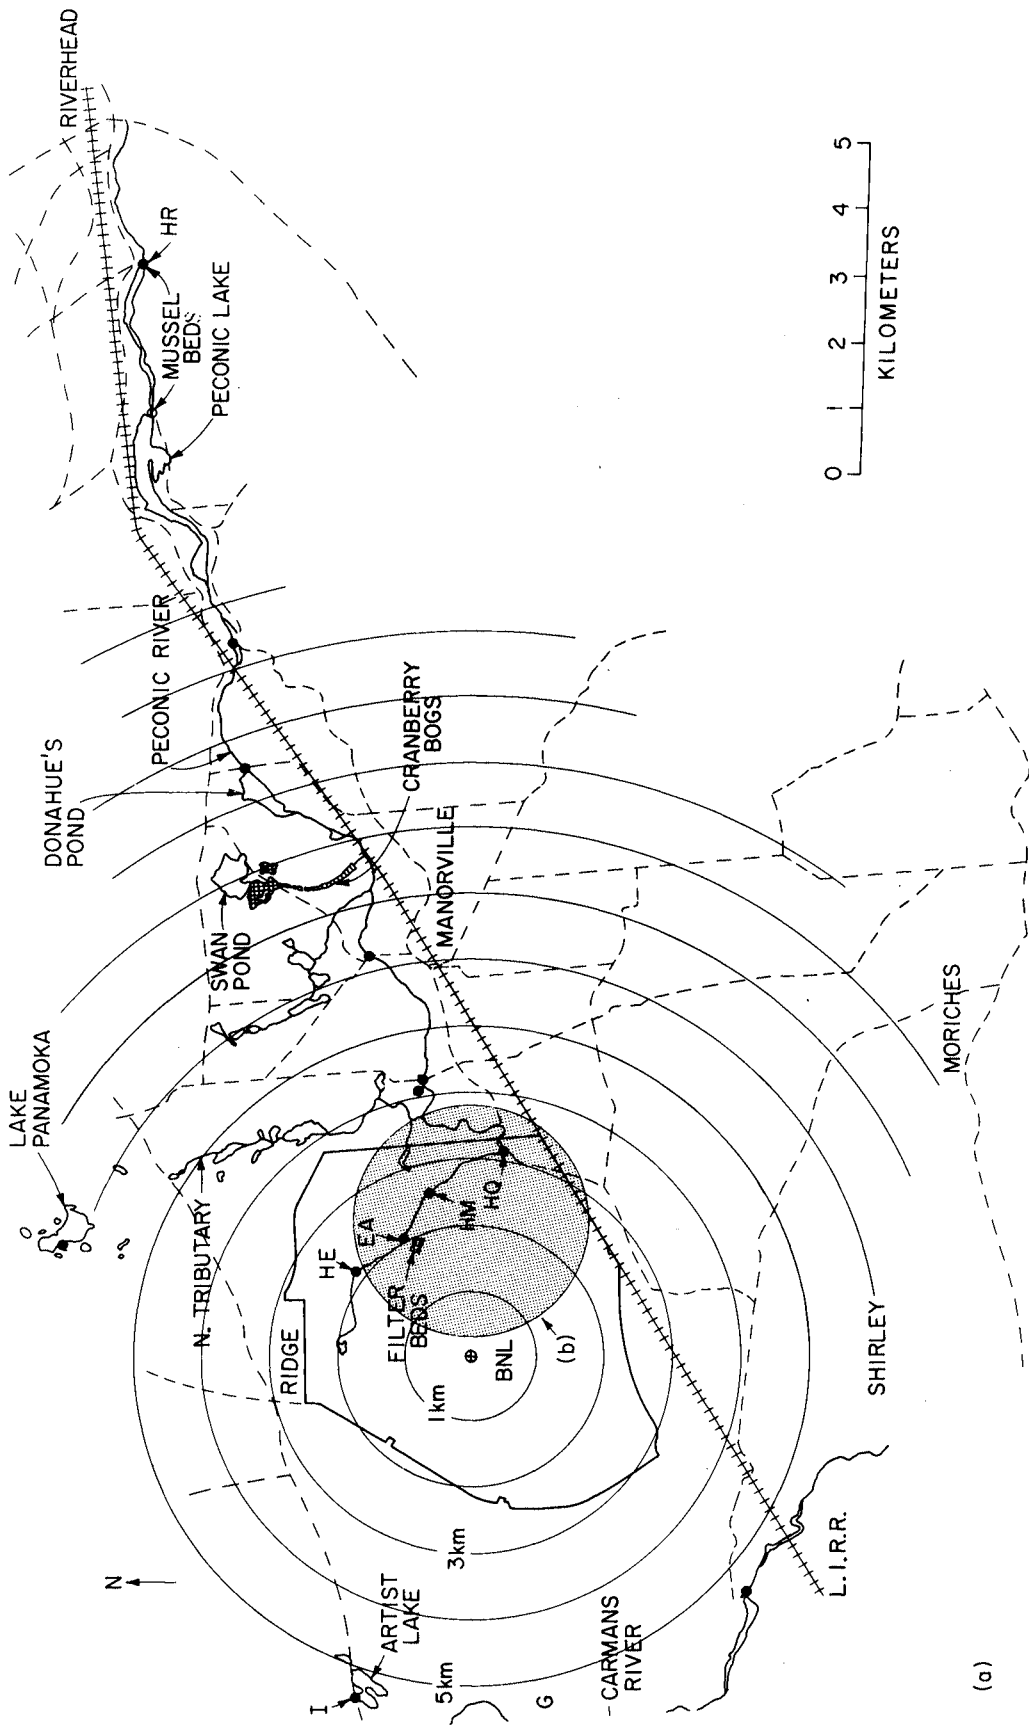 RIVERHEAD
HR
MUSSEL
BEDS
PECONIC LAKE
0 1 2 3 4 5
KILOMETERS
PECONIC RIVER
DONAHUE'S
POND
CRANBERRY
BOGS
SWAN
POND
MANORVILLE
LAKE
PANAMOKA
MORICHES
N. TRIBUTARY
HE
EA
HM
HQ
FILTER
BEDS
RIDGE
BNL
(b)
1km
3km
5km
SHIRLEY
N
L.I.R.R.
I
ARTIST
LAKE
G
CARMANS
RIVER
(a)